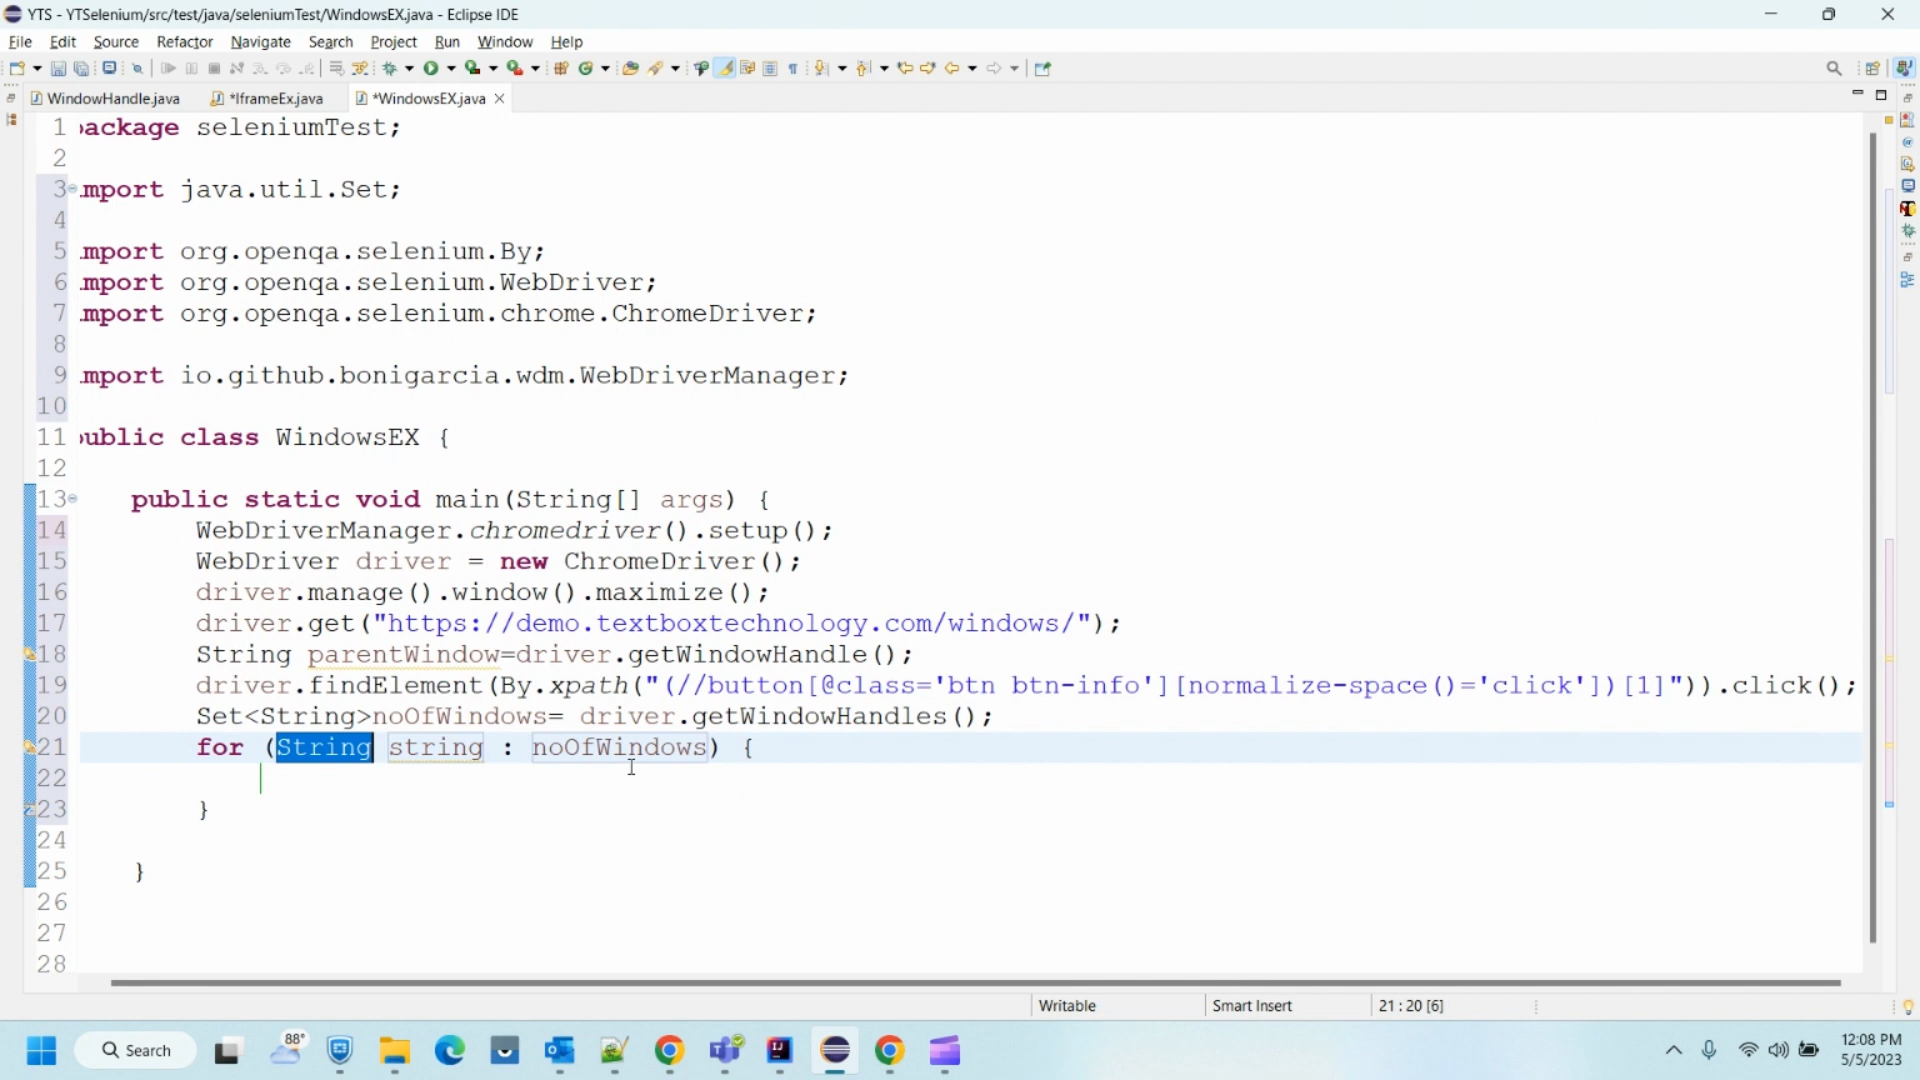 YTS - YTSelenium/src/test/java/seleniumTest/WindowsEX.java - Eclipse IDE
File Edit Source Refactor Navigate Search Project Run Window Help
WindowHandle.java *IframeEx.java *WindowsEX.java
1 package seleniumTest;
2
3 import java.util.Set;
4
5 import org.openqa.selenium.By;
6 import org.openqa.selenium.WebDriver;
7 import org.openqa.selenium.chrome.ChromeDriver;
8
9 import io.github.bonigarcia.wdm.WebDriverManager;
10
11 public class WindowsEX {
12
13 public static void main(String[] args) {
14 WebDriverManager.chromedriver().setup();
15 WebDriver driver = new ChromeDriver();
16 driver.manage().window().maximize();
17 driver.get("https://demo.textboxtechnology.com/windows/");
18 String parentWindow=driver.getWindowHandle();
19 driver.findElement(By.xpath("(//button[@class='btn btn-info'][normalize-space()='click'])[1]")).click();
20 Set<String>noOfWindows= driver.getWindowHandles();
21 for (String string : noOfWindows) {
22
23 }
24
25 }
26
27
28
Writable Smart Insert 21 : 20 [6]
Search 88° 12:08 PM
5/5/2023